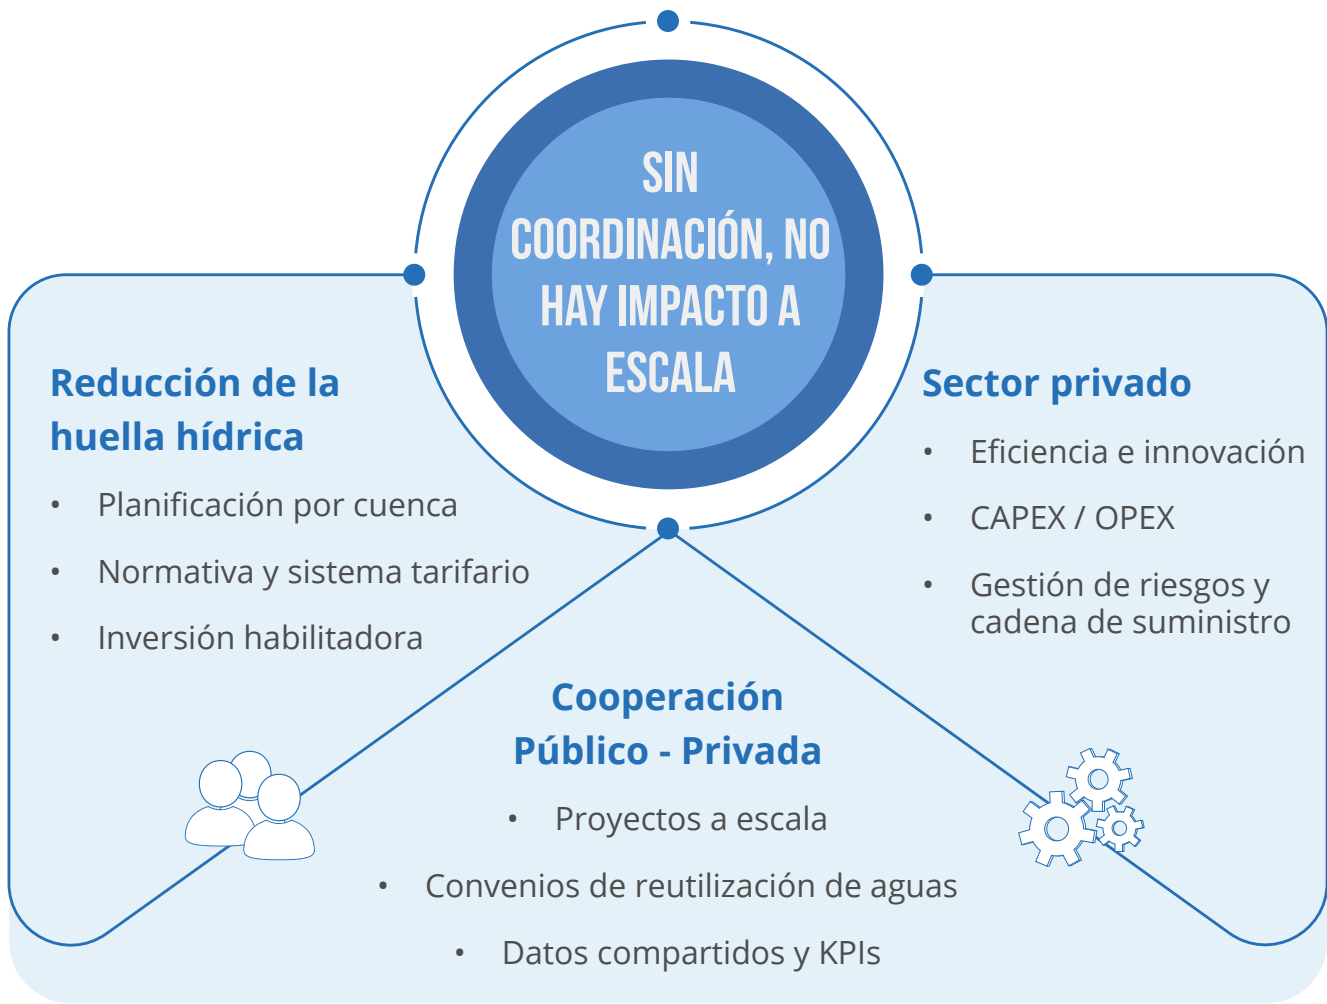 SIN
COORDINACIÓN, NO
HAY IMPACTO A
ESCALA
Reducción de la
huella hídrica
• Planificación por cuenca
• Normativa y sistema tarifario
• Inversión habilitadora
Sector privado
• Eficiencia e innovación
• CAPEX / OPEX
• Gestión de riesgos y
cadena de suministro
Cooperación
Público - Privada
• Proyectos a escala
• Convenios de reutilización de aguas
• Datos compartidos y KPIs